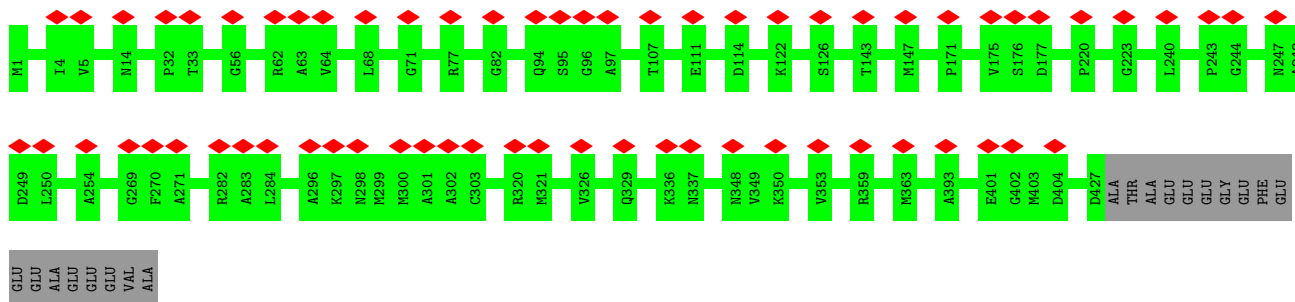 M1 I4 V5 N14 P32 T33 G56 R62 A63 V64 L68 G71 R77 G82 Q94 S95 G96 A97 T107 E111 D114 K122 S126 T143 M147 P171 V175 S176 D177 P220 G223 L240 P243 G244 N247
D249 L250 A254 G269 F270 A271 R282 A283 L284 A296 K297 N298 M299 M300 A301 A302 C303 R320 M321 V326 Q329 K336 N337 N348 V349 K350 V353 R359 M363 A393 E401 G402 M403 D404 D427 ALA THR ALA GLU GLU GLU GLY GLU PHE GLU
GLU GLU ALA GLU GLU GLU VAL ALA